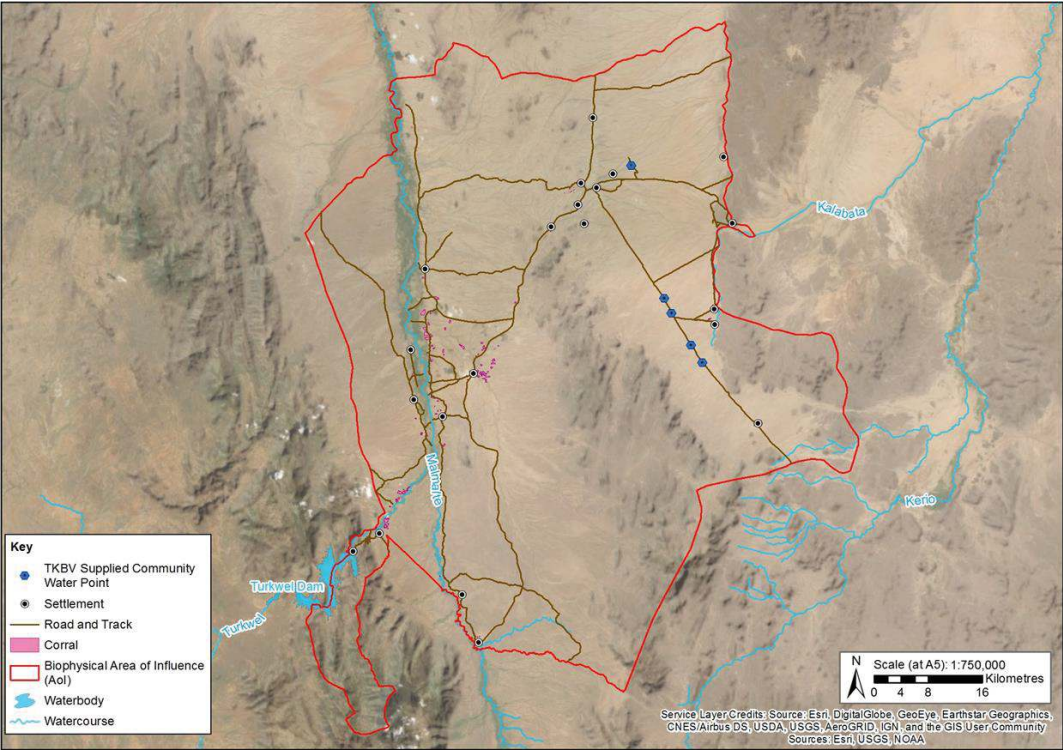 Kalabata
Malmalte
Kerio
Turkwel Dam
Turkwel
Key
TKBV Supplied Community
Water Point
Settlement
Road and Track
Corral
Biophysical Area of Influence
(AoI)
Waterbody
Watercourse
N
Scale (at A5): 1:750,000
Kilometres
0 4 8 16
Service Layer Credits: Source: Esri, DigitalGlobe, GeoEye, Earthstar Geographics,
CNES/Airbus DS, USDA, USGS, AeroGRID, IGN, and the GIS User Community
Sources: Esri, USGS, NOAA